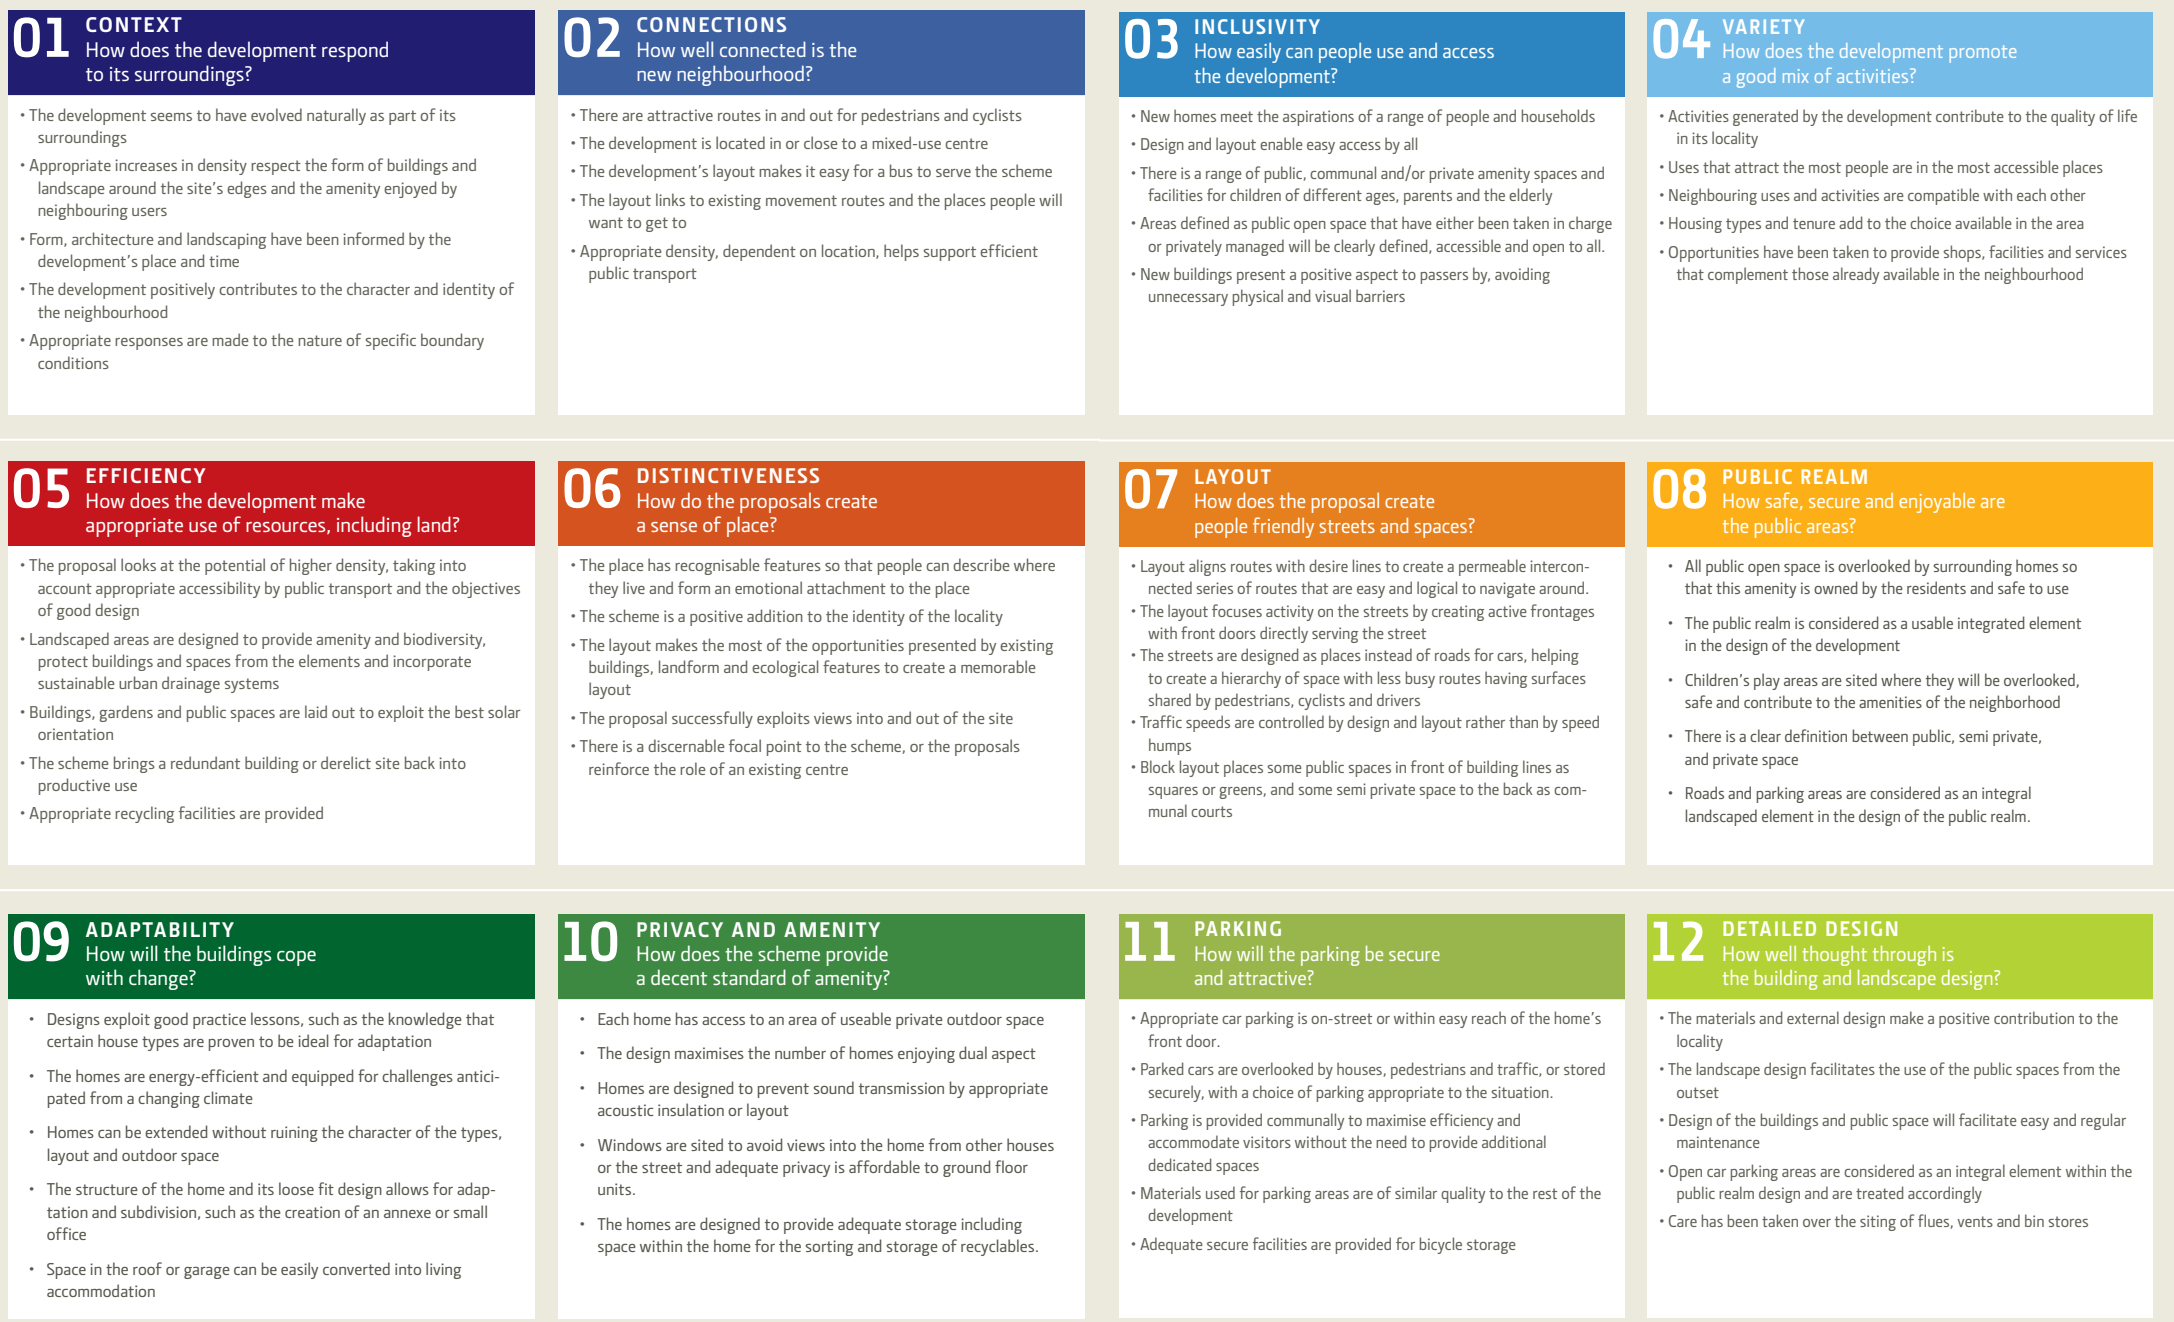 01 CONTEXT
How does the development respond
to its surroundings?
• The development seems to have evolved naturally as part of its
surroundings
• Appropriate increases in density respect the form of buildings and
landscape around the site's edges and the amenity enjoyed by
neighbouring users
• Form, architecture and landscaping have been informed by the
development's place and time
• The development positively contributes to the character and identity of
the neighbourhood
• Appropriate responses are made to the nature of specific boundary
conditions
02 CONNECTIONS
How well connected is the
new neighbourhood?
• There are attractive routes in and out for pedestrians and cyclists
• The development is located in or close to a mixed-use centre
• The development's layout makes it easy for a bus to serve the scheme
• The layout links to existing movement routes and the places people will
want to get to
• Appropriate density, dependent on location, helps support efficient
public transport
03 INCLUSIVITY
How easily can people use and access
the development?
• New homes meet the aspirations of a range of people and households
• Design and layout enable easy access by all
• There is a range of public, communal and/or private amenity spaces and
facilities for children of different ages, parents and the elderly
• Areas defined as public open space that have either been taken in charge
or privately managed will be clearly defined, accessible and open to all.
• New buildings present a positive aspect to passers by, avoiding
unnecessary physical and visual barriers
04 VARIETY
How does the development promote
a good mix of activities?
• Activities generated by the development contribute to the quality of life
in its locality
• Uses that attract the most people are in the most accessible places
• Neighbouring uses and activities are compatible with each other
• Housing types and tenure add to the choice available in the area
• Opportunities have been taken to provide shops, facilities and services
that complement those already available in the neighbourhood
05 EFFICIENCY
How does the development make
appropriate use of resources, including land?
• The proposal looks at the potential of higher density, taking into
account appropriate accessibility by public transport and the objectives
of good design
• Landscaped areas are designed to provide amenity and biodiversity,
protect buildings and spaces from the elements and incorporate
sustainable urban drainage systems
• Buildings, gardens and public spaces are laid out to exploit the best solar
orientation
• The scheme brings a redundant building or derelict site back into
productive use
• Appropriate recycling facilities are provided
06 DISTINCTIVENESS
How do the proposals create
a sense of place?
• The place has recognisable features so that people can describe where
they live and form an emotional attachment to the place
• The scheme is a positive addition to the identity of the locality
• The layout makes the most of the opportunities presented by existing
buildings, landform and ecological features to create a memorable
layout
• The proposal successfully exploits views into and out of the site
• There is a discernable focal point to the scheme, or the proposals
reinforce the role of an existing centre
07 LAYOUT
How does the proposal create
people friendly streets and spaces?
• Layout aligns routes with desire lines to create a permeable intercon-
nected series of routes that are easy and logical to navigate around.
• The layout focuses activity on the streets by creating active frontages
with front doors directly serving the street
• The streets are designed as places instead of roads for cars, helping
to create a hierarchy of space with less busy routes having surfaces
shared by pedestrians, cyclists and drivers
• Traffic speeds are controlled by design and layout rather than by speed
humps
• Block layout places some public spaces in front of building lines as
squares or greens, and some semi private space to the back as com-
munal courts
08 PUBLIC REALM
How safe, secure and enjoyable are
the public areas?
• All public open space is overlooked by surrounding homes so
that this amenity is owned by the residents and safe to use
• The public realm is considered as a usable integrated element
in the design of the development
• Children's play areas are sited where they will be overlooked,
safe and contribute to the amenities of the neighborhood
• There is a clear definition between public, semi private,
and private space
• Roads and parking areas are considered as an integral
landscaped element in the design of the public realm.
09 ADAPTABILITY
How will the buildings cope
with change?
• Designs exploit good practice lessons, such as the knowledge that
certain house types are proven to be ideal for adaptation
• The homes are energy-efficient and equipped for challenges antici-
pated from a changing climate
• Homes can be extended without ruining the character of the types,
layout and outdoor space
• The structure of the home and its loose fit design allows for adap-
tation and subdivision, such as the creation of an annexe or small
office
• Space in the roof or garage can be easily converted into living
accommodation
10 PRIVACY AND AMENITY
How does the scheme provide
a decent standard of amenity?
• Each home has access to an area of useable private outdoor space
• The design maximises the number of homes enjoying dual aspect
• Homes are designed to prevent sound transmission by appropriate
acoustic insulation or layout
• Windows are sited to avoid views into the home from other houses
or the street and adequate privacy is affordable to ground floor
units.
• The homes are designed to provide adequate storage including
space within the home for the sorting and storage of recyclables.
11 PARKING
How will the parking be secure
and attractive?
• Appropriate car parking is on-street or within easy reach of the home's
front door.
• Parked cars are overlooked by houses, pedestrians and traffic, or stored
securely, with a choice of parking appropriate to the situation.
• Parking is provided communally to maximise efficiency and
accommodate visitors without the need to provide additional
dedicated spaces
• Materials used for parking areas are of similar quality to the rest of the
development
• Adequate secure facilities are provided for bicycle storage
12 DETAILED DESIGN
How well thought through is
the building and landscape design?
• The materials and external design make a positive contribution to the
locality
• The landscape design facilitates the use of the public spaces from the
outset
• Design of the buildings and public space will facilitate easy and regular
maintenance
• Open car parking areas are considered as an integral element within the
public realm design and are treated accordingly
• Care has been taken over the siting of flues, vents and bin stores